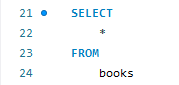 21 SELECT
22 *
23 FROM
24 books